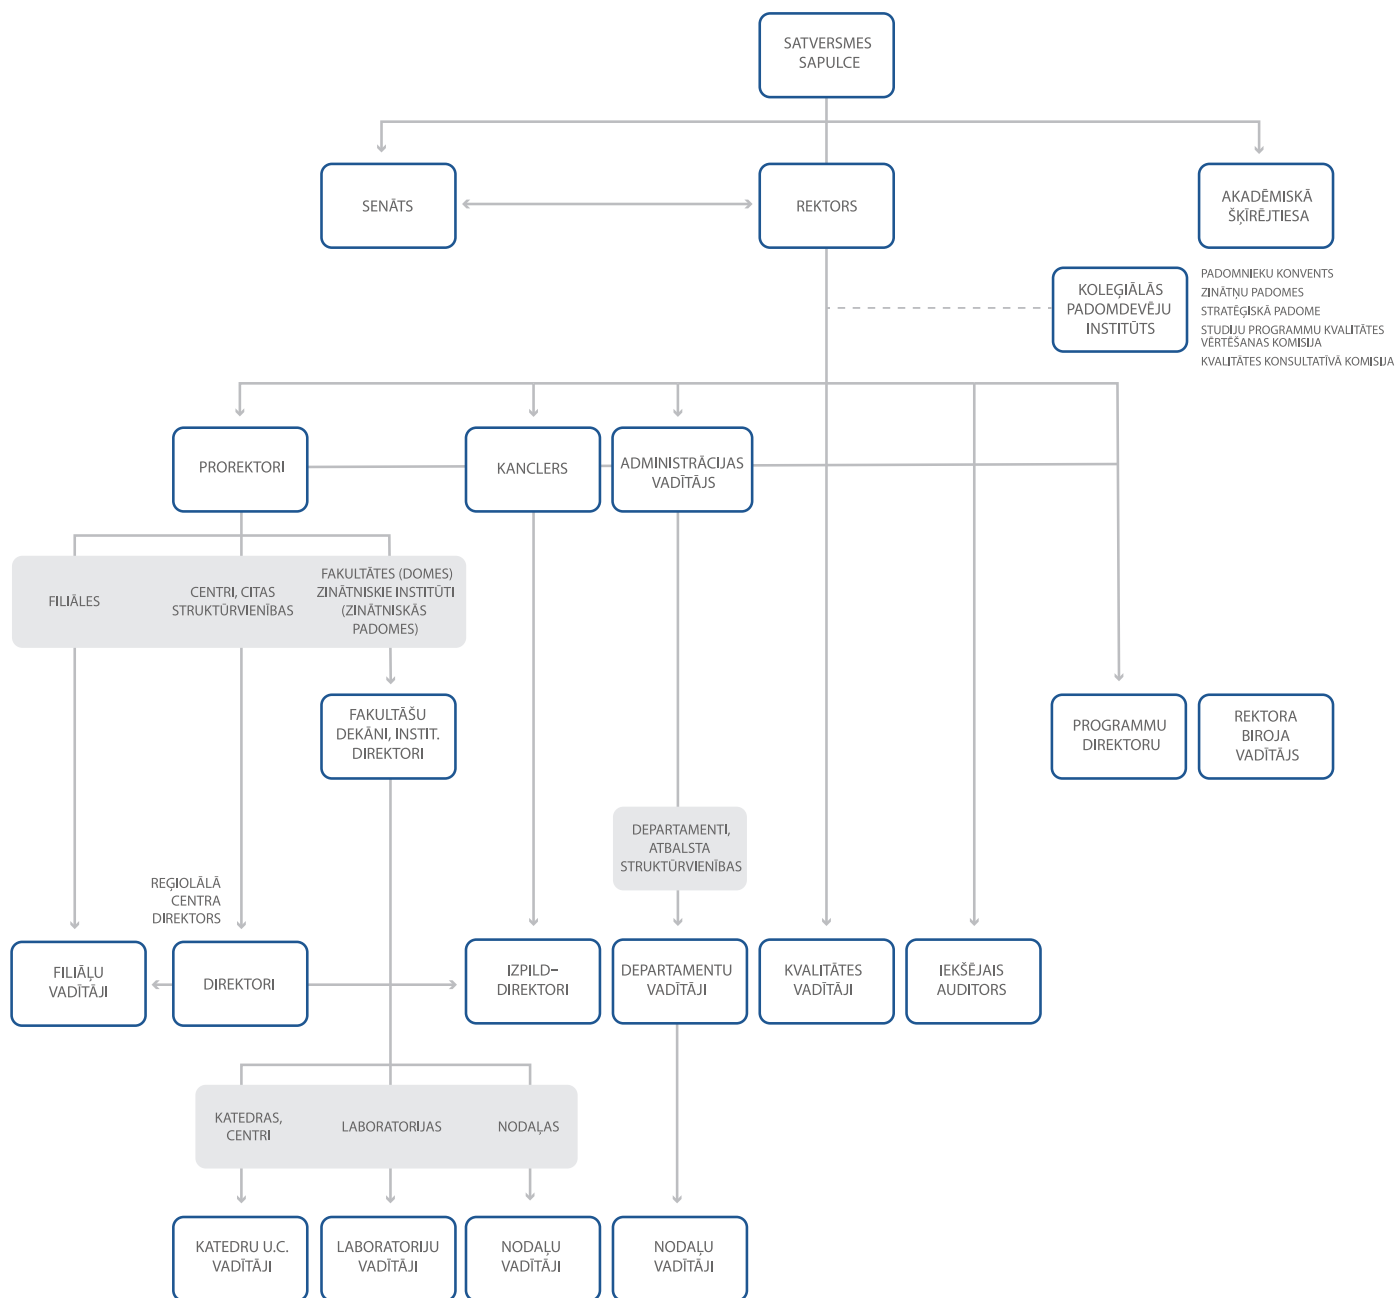 SATVERSMES
SAPULCE
SENĀTS
REKTORS
AKADĒMISKĀ
ŠĶĪRĒJTIESA
KOLEĢIĀLĀS
PADOMDEVĒJU
INSTITŪTS
PADOMNIEKU KONVENTS
ZINĀTŅU PADOMES
STRATĒĢISKĀ PADOME
STUDIJU PROGRAMMU KVALITĀTES
VĒRTĒŠANAS KOMISIJA
KVALITĀTES KONSULTATĪVĀ KOMISIJA
PROREKTORI
KANCLERS
ADMINISTRĀCIJAS
VADĪTĀJS
FILIĀLES
CENTRI, CITAS
STRUKTŪRVIENĪBAS
FAKULTĀTES (DOMES)
ZINĀTNISKIE INSTITŪTI
(ZINĀTNISKĀS
PADOMES)
FAKULTĀŠU
DEKĀNI, INSTIT.
DIREKTORI
PROGRAMMU
DIREKTORU
REKTORA
BIROJA
VADĪTĀJS
DEPARTAMENTI,
ATBALSTA
STRUKTŪRVIENĪBAS
REĢIOLĀLĀ
CENTRA
DIREKTORS
FILIĀĻU
VADĪTĀJI
DIREKTORI
IZPILD–
DIREKTORI
DEPARTAMENTU
VADĪTĀJI
KVALITĀTES
VADĪTĀJI
IEKŠĒJAIS
AUDITORS
KATEDRAS,
CENTRI
LABORATORIJAS
NODAĻAS
KATEDRU U.C.
VADĪTĀJI
LABORATORIJU
VADĪTĀJI
NODAĻU
VADĪTĀJI
NODAĻU
VADĪTĀJI